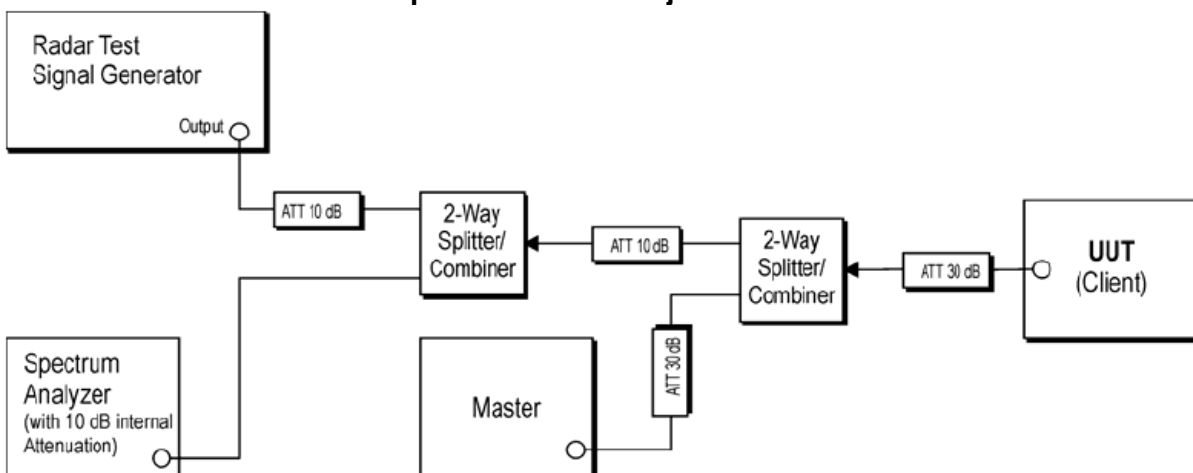 Radar Test
Signal Generator
Output
ATT 10 dB
2-Way
Splitter/
Combiner
ATT 10 dB
2-Way
Splitter/
Combiner
ATT 30 dB
UUT
(Client)
Spectrum
Analyzer
(with 10 dB internal
Attenuation)
Master
ATT 30 dB